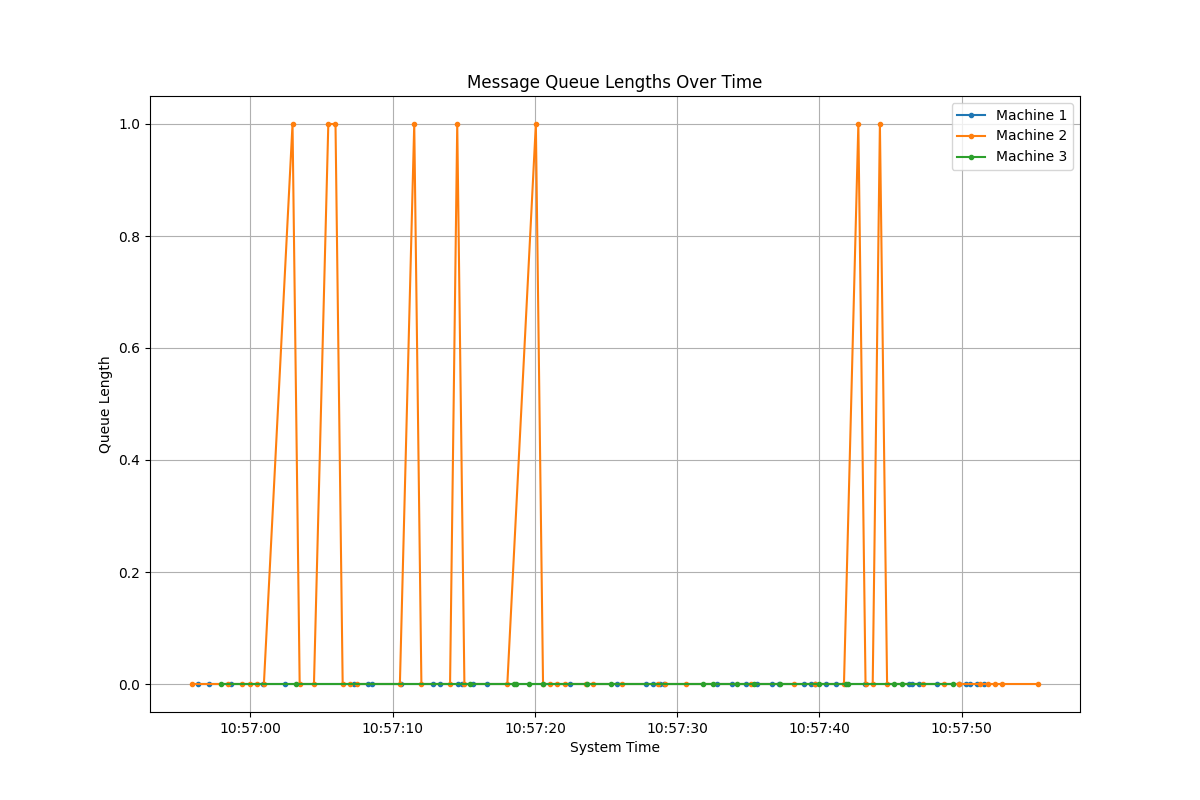 Message Queue Lengths Over Time
Machine 1
Machine 2
Machine 3
1.0
0.8
0.6
0.4
0.2
0.0
Queue Length
10:57:00 10:57:10 10:57:20 10:57:30 10:57:40 10:57:50
System Time